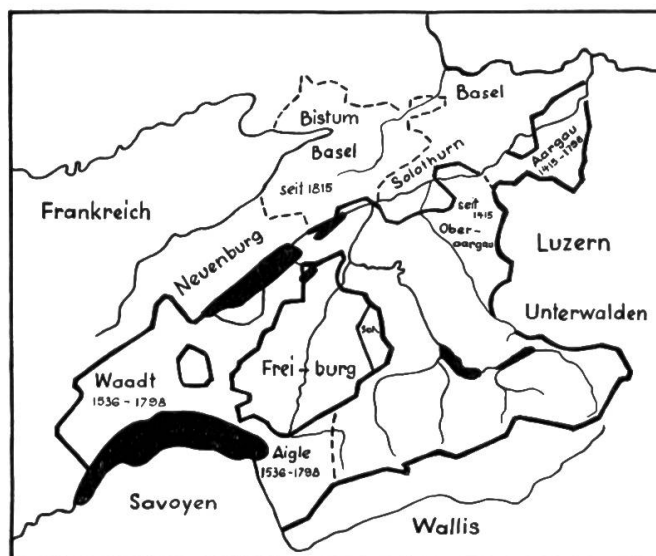 Basel
Bistum
Basel
seit 1815
Solothurn
Aargau
1415-1798
Frankreich
seit
1415
Ober-
aargau
Luzern
Neuenburg
Unterwalden
Frei-burg
Waadt
1536-1798
Aigle
1536-1798
Savoyen
Wallis